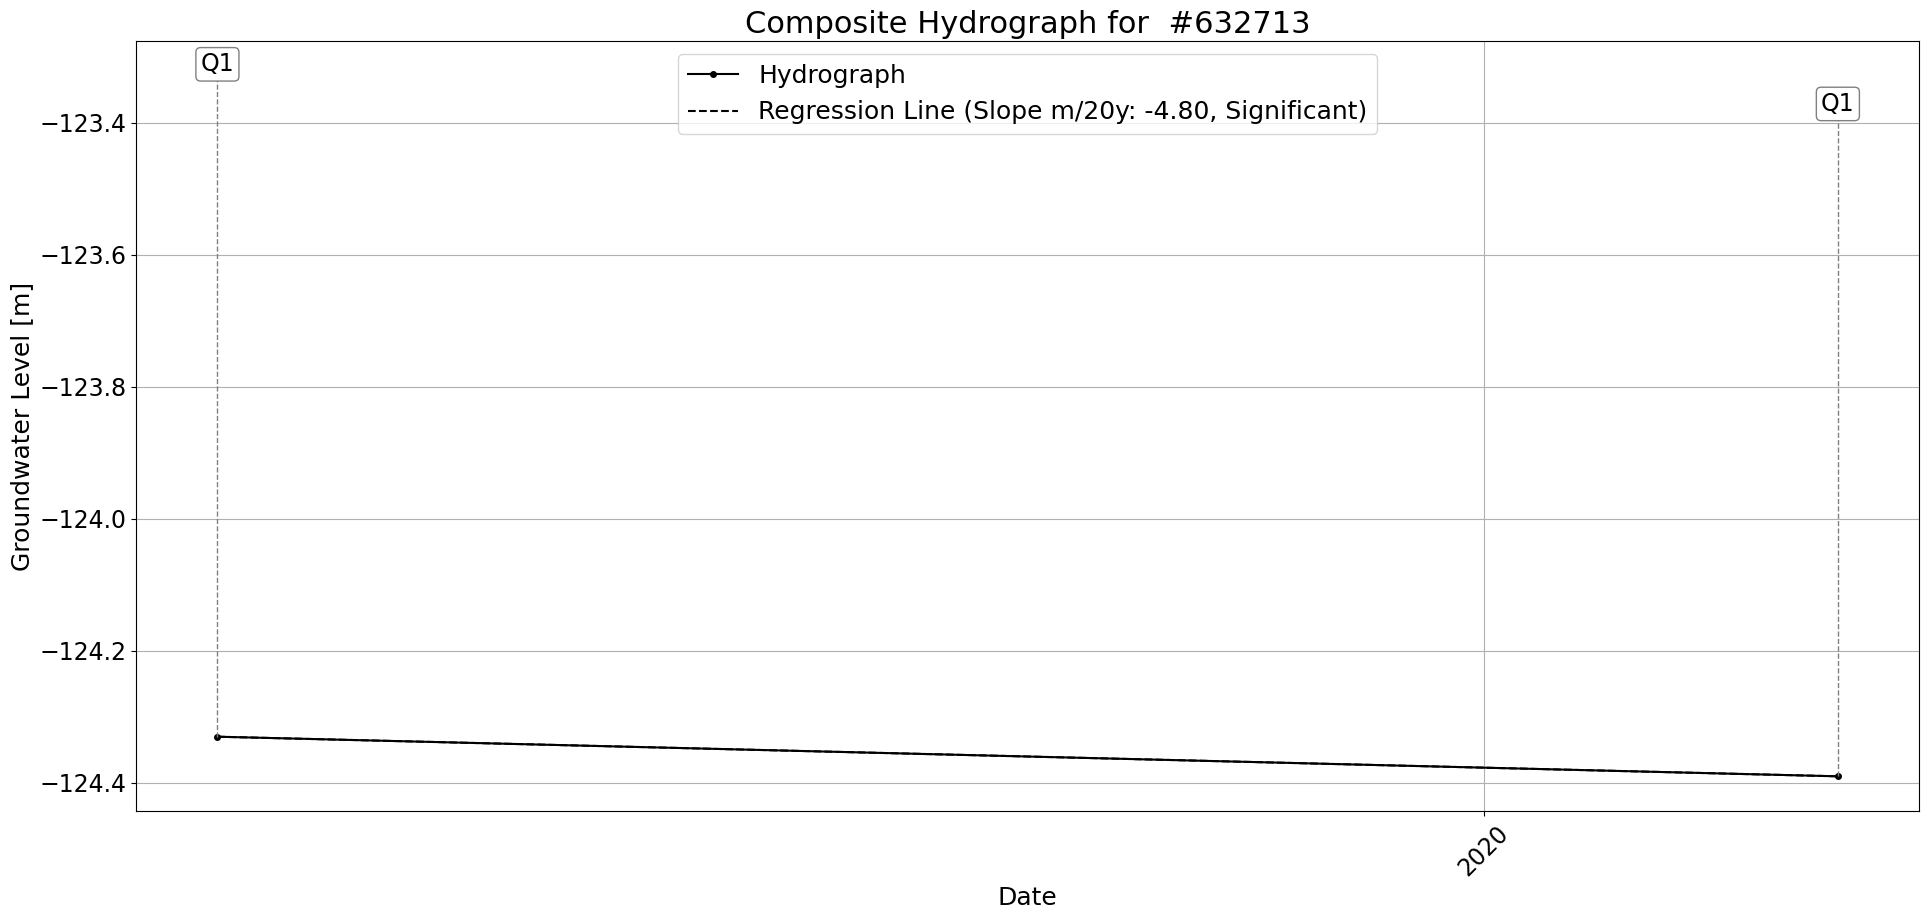 Composite Hydrograph for  #632713
Q1
Q1
Hydrograph
Regression Line (Slope m/20y: -4.80, Significant)
−123.4
−123.6
−123.8
−124.0
−124.2
−124.4
Groundwater Level [m]
2020
Date